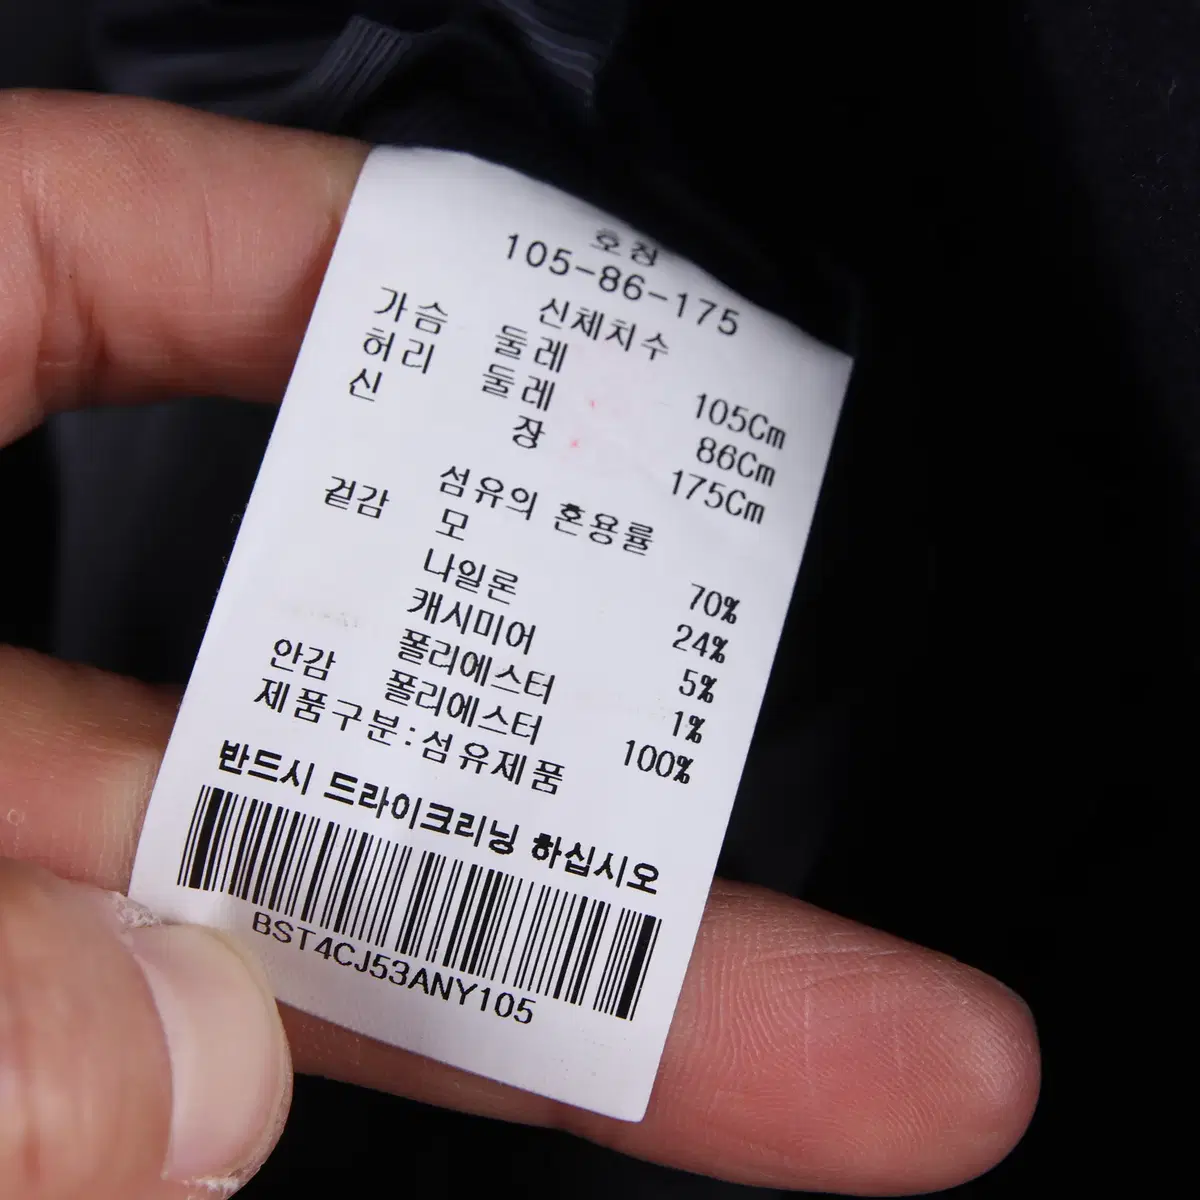 호칭
105-86-175
신체치수
가슴 둘레 105Cm
허리 둘레 86Cm
신 장 175Cm
섬유의 혼용률
겉감 모 70%
나일론 24%
캐시미어 5%
폴리에스터 1%
안감 폴리에스터 100%
제품구분:섬유제품
반드시 드라이크리닝 하십시오
BST4CJ53ANY105